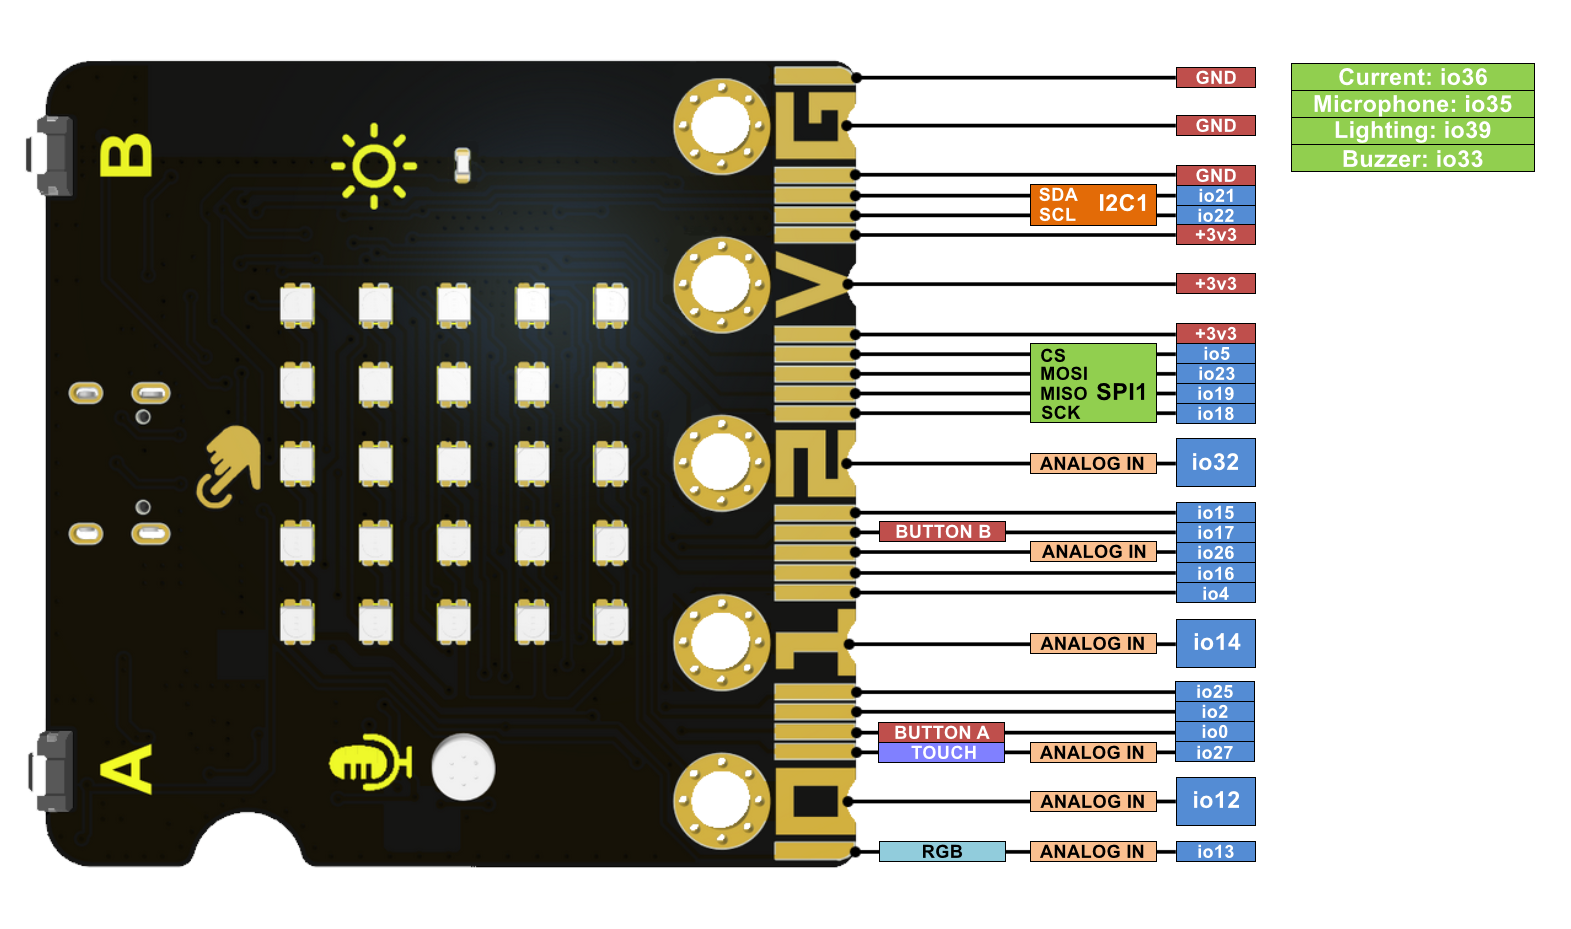 B
A
G
V
2
1
0
GND
GND
GND
SDA
SCL
I2C1
io21
io22
+3v3
+3v3
+3v3
CS
MOSI
MISO
SCK
SPI1
io5
io23
io19
io18
ANALOG IN io32
io15
BUTTON B io17
ANALOG IN io26
io16
io4
ANALOG IN io14
io25
io2
BUTTON A io0
TOUCH ANALOG IN io27
ANALOG IN io12
RGB ANALOG IN io13
Current: io36
Microphone: io35
Lighting: io39
Buzzer: io33